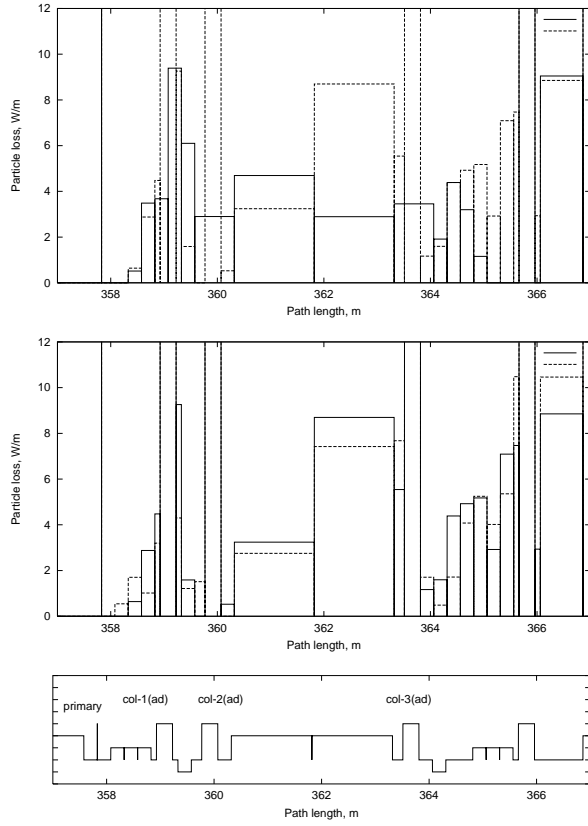 12
10
8
6
4
2
0
Particle loss, W/m
358 360 362 364 366
Path length, m
12
10
8
6
4
2
0
Particle loss, W/m
358 360 362 364 366
Path length, m
primary col-1(ad) col-2(ad) col-3(ad)
358 360 362 364 366
Path length, m